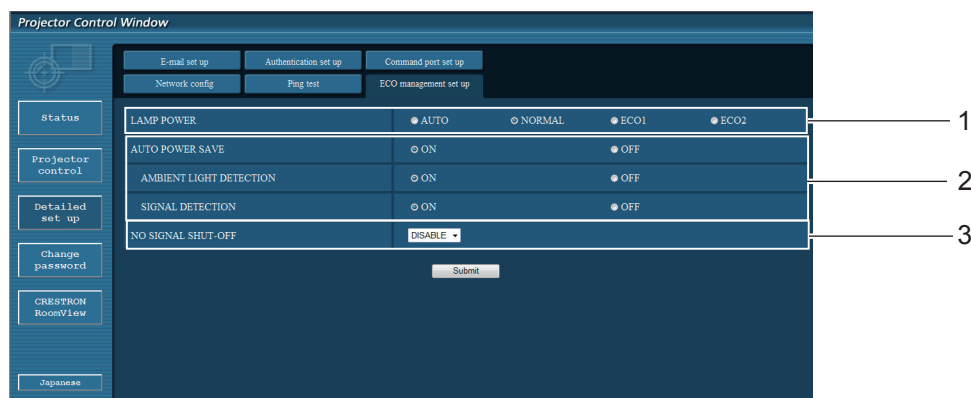 Projector Control Window
E-mail set up Authentication set up Command port set up
Network config Ping test ECO management set up
Status
Projector control
Detailed set up
Change password
CRESTRON RoomView
Japanese
LAMP POWER AUTO NORMAL ECO1 ECO2 1
AUTO POWER SAVE ON OFF
AMBIENT LIGHT DETECTION ON OFF 2
SIGNAL DETECTION ON OFF
NO SIGNAL SHUT-OFF DISABLE 3
Submit